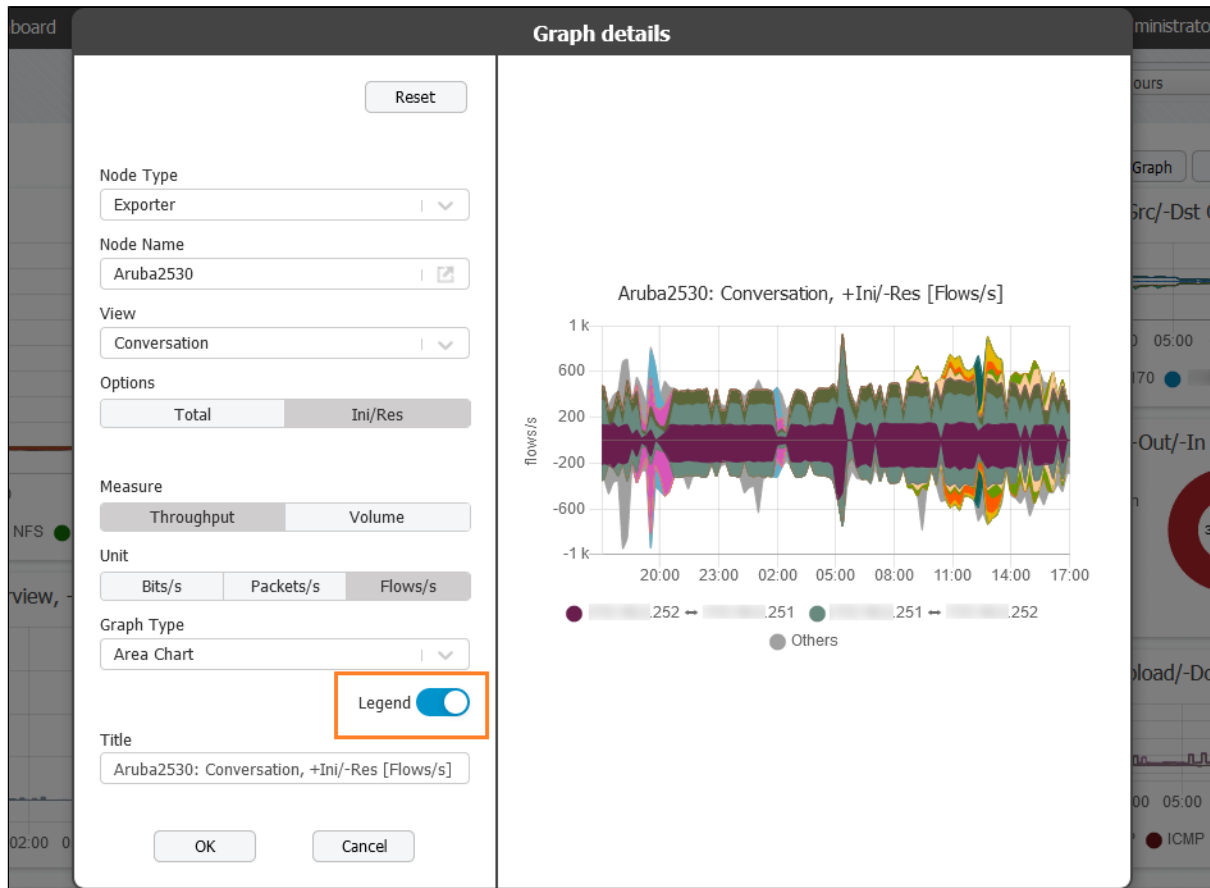 board
Graph details
ministrato
Reset
ours
Node Type
Exporter
Graph
Node Name
Src/-Dst
Aruba2530
View
Conversation
05:00
170
Options
Total
Ini/Res
-Out/-In
Measure
Throughput
Volume
NFS
Unit
Bits/s
Packets/s
Flows/s
rview, -
Graph Type
Area Chart
Legend
Title
Aruba2530: Conversation, +Ini/-Res [Flows/s]
OK
Cancel
02:00
Aruba2530: Conversation, +Ini/-Res [Flows/s]
1 k
600
200
-200
-600
-1 k
flows/s
20:00 23:00 02:00 05:00 08:00 11:00 14:00 17:00
.252 ↔ .251 .251 ↔ .252
Others
pload/-Do
00 05:00
ICMP